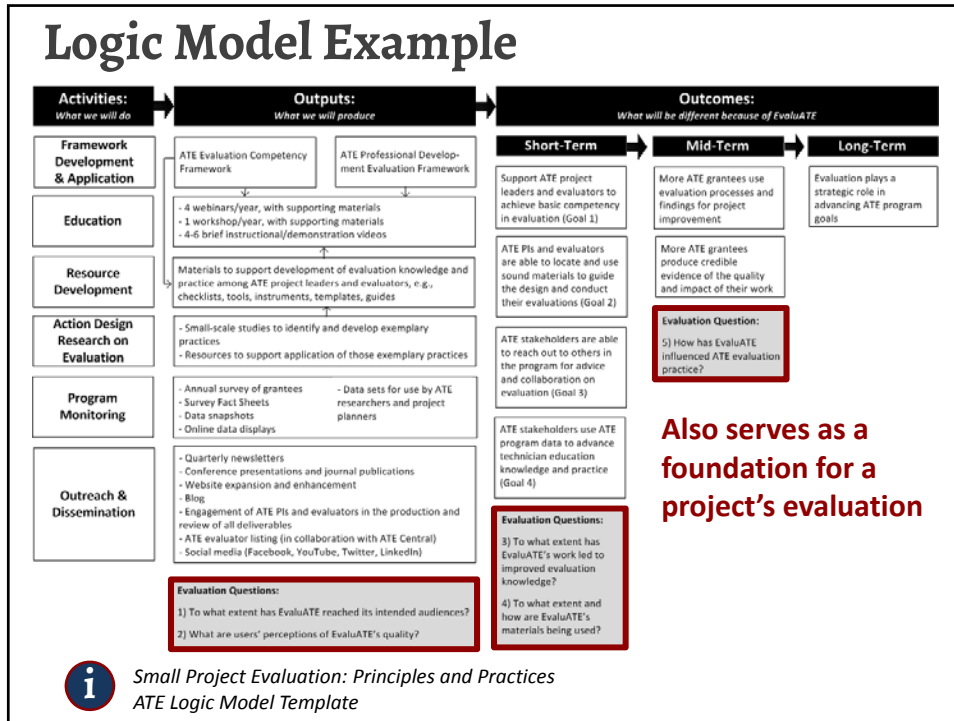 Logic Model Example
Activities:
What we will do
Outputs:
What we will produce
Outcomes:
What will be different because of EvaluATE
Short-Term
Mid-Term
Long-Term
Framework
Development
& Application
ATE Evaluation Competency
Framework
ATE Professional Develop-
ment Evaluation Framework
Education
- 4 webinars/year, with supporting materials
- 1 workshop/year, with supporting materials
- 4-6 brief instructional/demonstration videos
Resource
Development
Materials to support development of evaluation knowledge and
practice among ATE project leaders and evaluators, e.g.,
checklists, tools, instruments, templates, guides
Action Design
Research on
Evaluation
- Small-scale studies to identify and develop exemplary
practices
- Resources to support application of those exemplary practices
Program
Monitoring
- Annual survey of grantees
- Survey Fact Sheets
- Data snapshots
- Online data displays
- Data sets for use by ATE
researchers and project
planners
Outreach &
Dissemination
- Quarterly newsletters
- Conference presentations and journal publications
- Website expansion and enhancement
- Blog
- Engagement of ATE PIs and evaluators in the production and
review of all deliverables
- ATE evaluator listing (in collaboration with ATE Central)
- Social media (Facebook, YouTube, Twitter, LinkedIn)
Evaluation Questions:
1) To what extent has EvaluATE reached its intended audiences?
2) What are users' perceptions of EvaluATE's quality?
Support ATE project
leaders and evaluators to
achieve basic competency
in evaluation (Goal 1)
ATE PIs and evaluators
are able to locate and use
sound materials to guide
the design and conduct
their evaluations (Goal 2)
ATE stakeholders are able
to reach out to others in
the program for advice
and collaboration on
evaluation (Goal 3)
ATE stakeholders use ATE
program data to advance
technician education
knowledge and practice
(Goal 4)
Evaluation Questions:
3) To what extent has
EvaluATE's work led to
improved evaluation
knowledge?
4) To what extent and
how are EvaluATE's
materials being used?
More ATE grantees use
evaluation processes and
findings for project
improvement
More ATE grantees
produce credible
evidence of the quality
and impact of their work
Evaluation Question:
5) How has EvaluATE
influenced ATE evaluation
practice?
Evaluation plays a
strategic role in
advancing ATE program
goals
Also serves as a
foundation for a
project's evaluation
i
Small Project Evaluation: Principles and Practices
ATE Logic Model Template